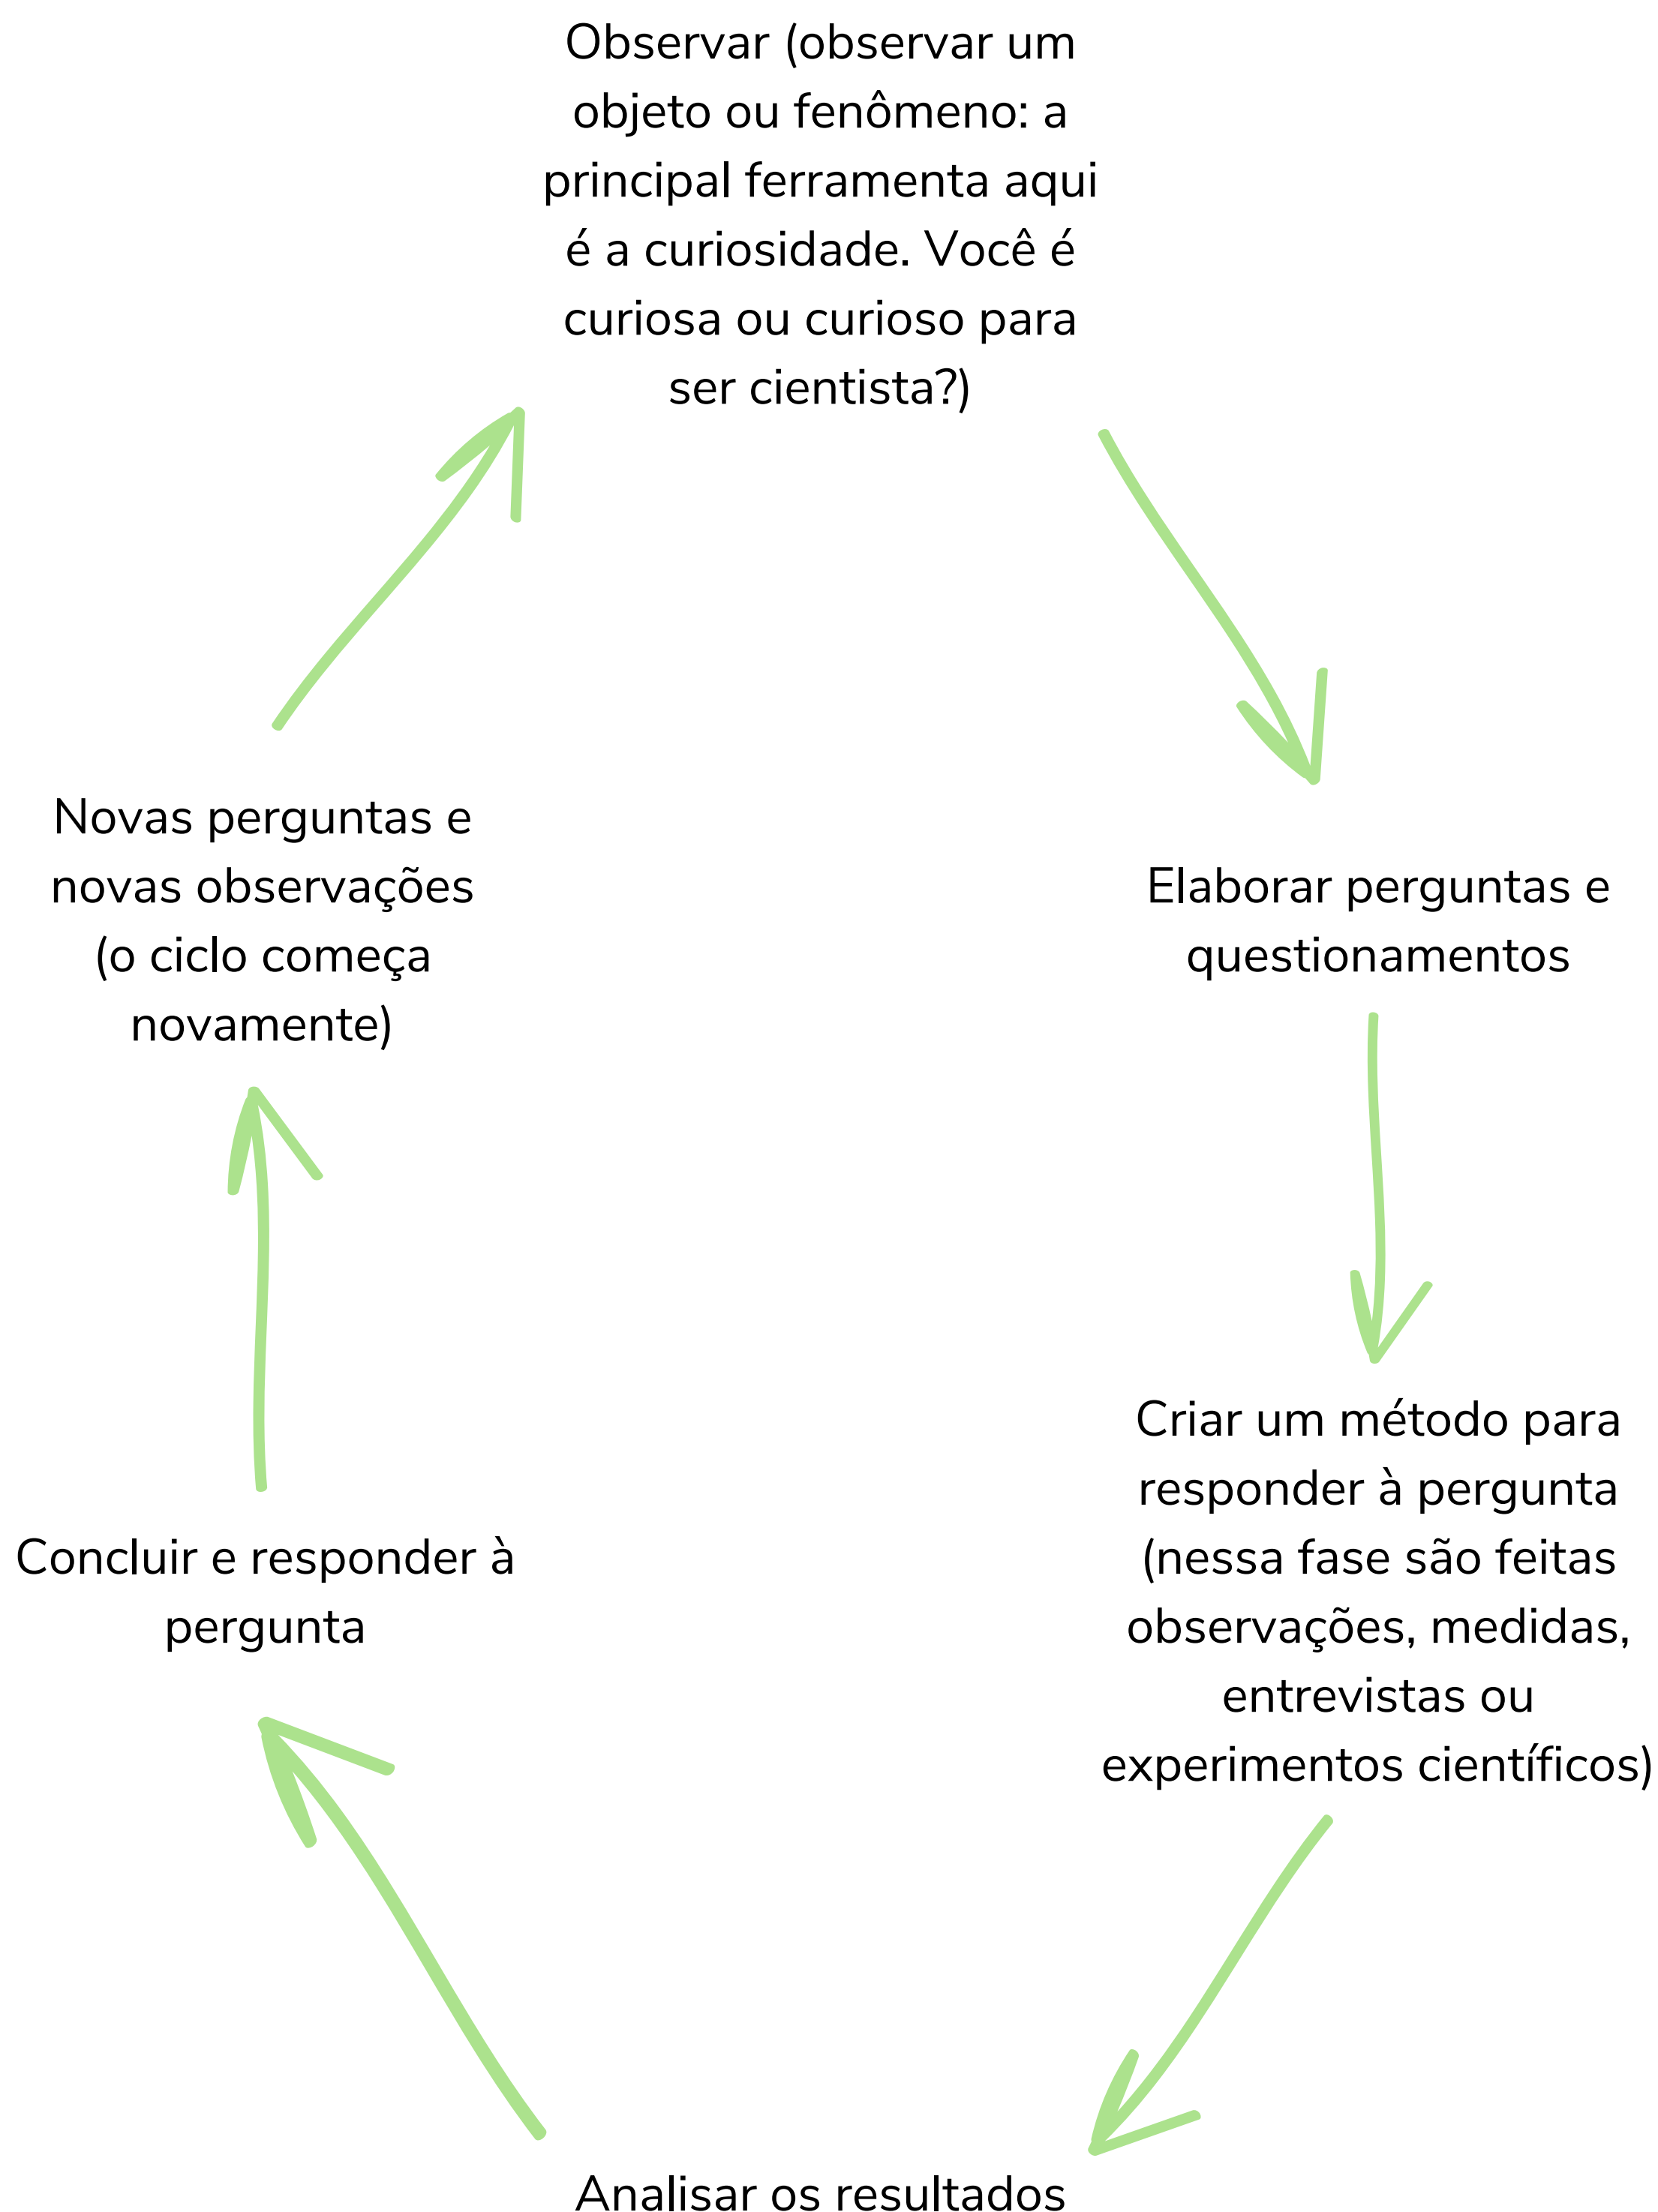 Observar (observar um
objeto ou fenômeno: a
principal ferramenta aqui
é a curiosidade. Você é
curiosa ou curioso para
ser cientista?)
Elaborar perguntas e
questionamentos
Criar um método para
responder à pergunta
(nessa fase são feitas
observações, medidas,
entrevistas ou
experimentos científicos)
Analisar os resultados
Concluir e responder à
pergunta
Novas perguntas e
novas observações
(o ciclo começa
novamente)